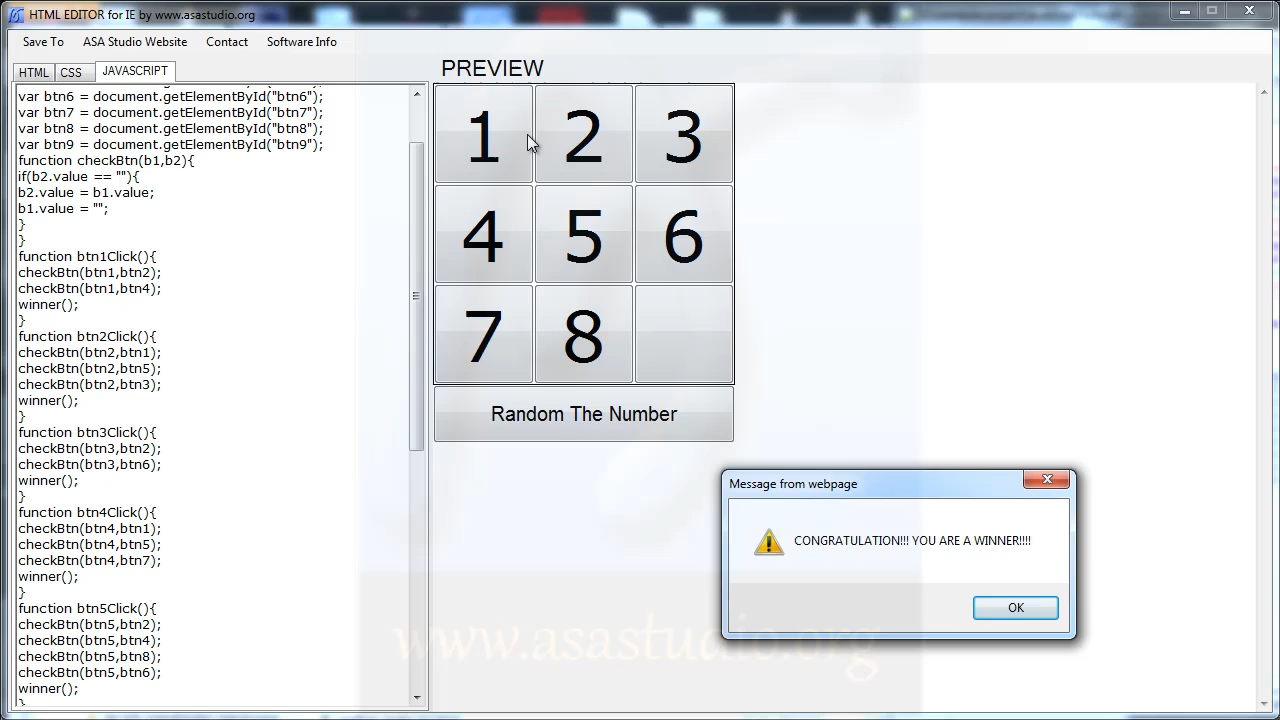 HTML EDITOR for IE by www.asastudio.org
Save To ASA Studio Website Contact Software Info
HTML CSS JAVASCRIPT
PREVIEW
var btn6 = document.getElementById("btn6");
var btn7 = document.getElementById("btn7");
var btn8 = document.getElementById("btn8");
var btn9 = document.getElementById("btn9");
function checkBtn(b1,b2){
if(b2.value == ""){
b2.value = b1.value;
b1.value = "";
}
}
function btn1Click(){
checkBtn(btn1,btn2);
checkBtn(btn1,btn4);
winner();
}
function btn2Click(){
checkBtn(btn2,btn1);
checkBtn(btn2,btn5);
checkBtn(btn2,btn3);
winner();
}
function btn3Click(){
checkBtn(btn3,btn2);
checkBtn(btn3,btn6);
winner();
}
function btn4Click(){
checkBtn(btn4,btn1);
checkBtn(btn4,btn5);
checkBtn(btn4,btn7);
winner();
}
function btn5Click(){
checkBtn(btn5,btn2);
checkBtn(btn5,btn4);
checkBtn(btn5,btn8);
checkBtn(btn5,btn6);
winner();
}
1 2 3
4 5 6
7 8
Random The Number
Message from webpage
CONGRATULATION!!! YOU ARE A WINNER!!!!
OK
www.asastudio.org